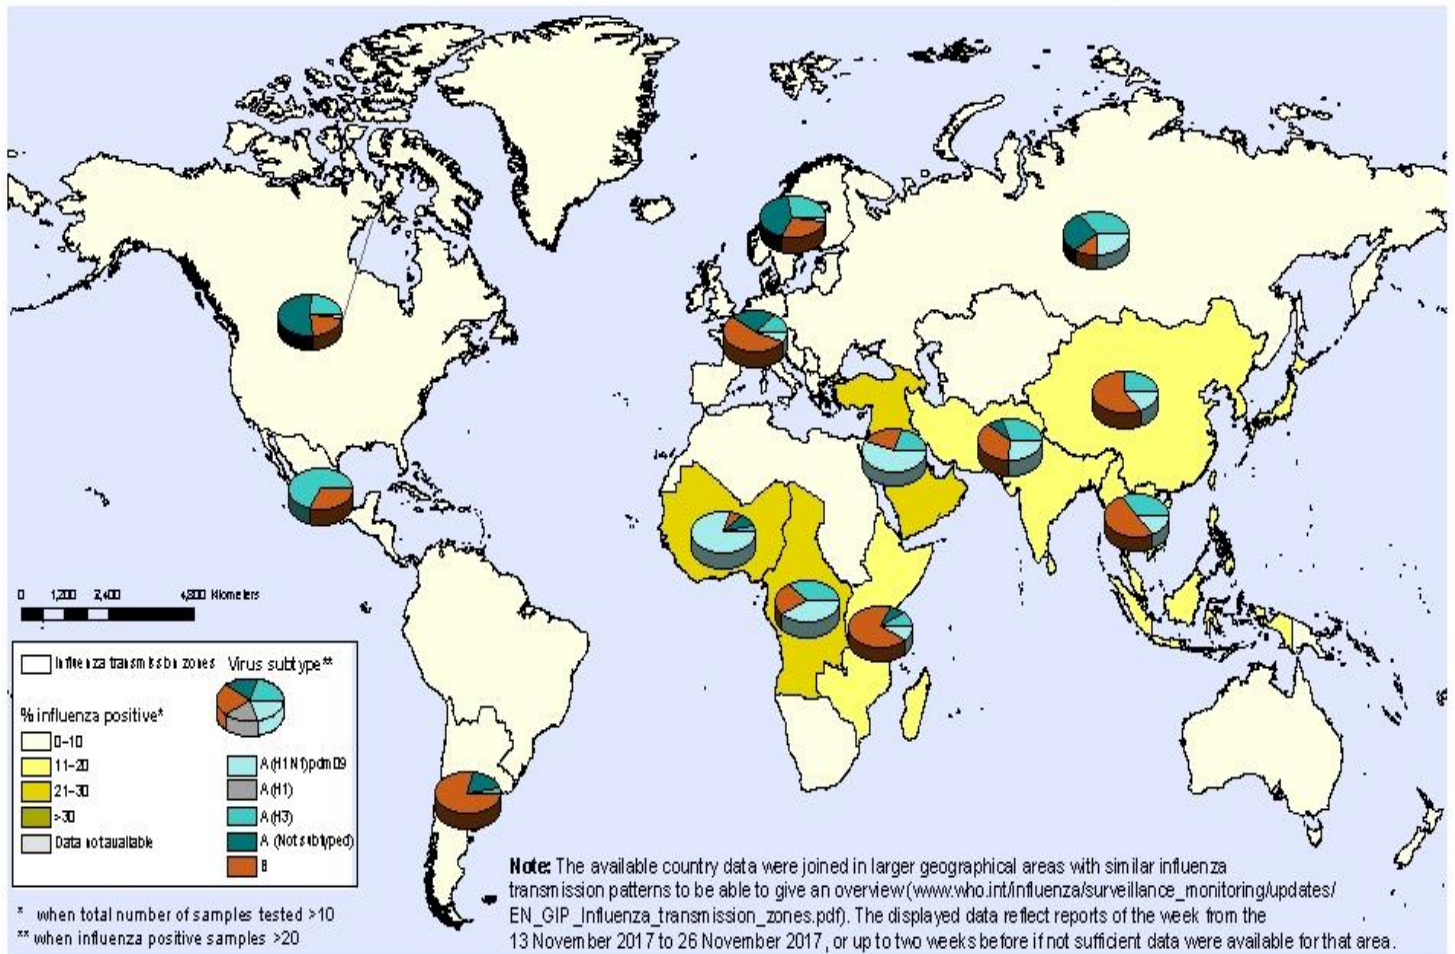 0 1,200 2,400 4,800 Kilometers
Influenza transmission zones
Virus subtype**
% influenza positive*
0-10
11-20
21-30
>30
Data not available
A(H1N1)pdm09
A(H1)
A(H3)
A (Not subtyped)
B
* when total number of samples tested >10
** when influenza positive samples >20
Note: The available country data were joined in larger geographical areas with similar influenza
transmission patterns to be able to give an overview (www.who.int/influenza/surveillance_monitoring/updates/
EN_GIP_Influenza_transmission_zones.pdf). The displayed data reflect reports of the week from the
13 November 2017 to 26 November 2017, or up to two weeks before if not sufficient data were available for that area.